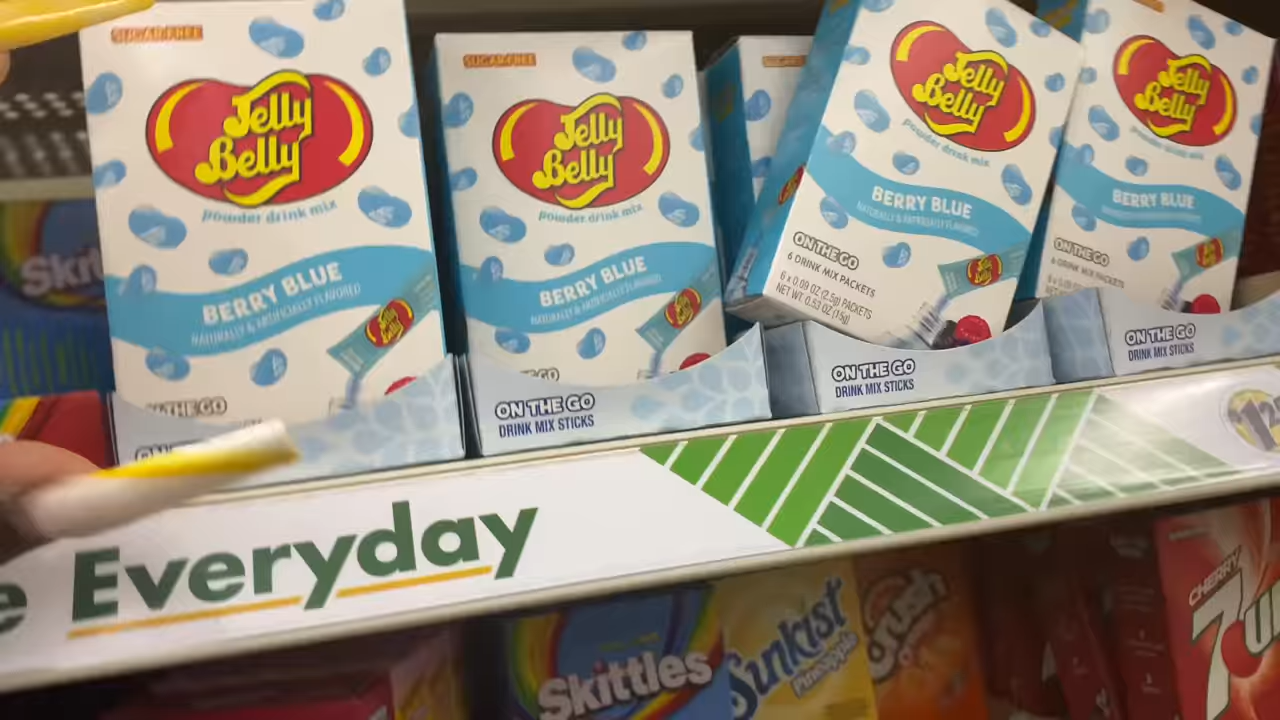 SUGAR FREE
Jelly
Belly
powder drink mix
BERRY BLUE
NATURALLY & ARTIFICIALLY FLAVORED
THE GO
SUGAR FREE
Jelly
Belly
powder drink mix
BERRY BLUE
NATURALLY & ARTIFICIALLY FLAVORED
GO
Jelly
Belly
powder drink mix
BERRY BLUE
NATURALLY & ARTIFICIALLY FLAVORED
ON THE GO
6 DRINK MIX PACKETS
6 x 0.09 OZ (2.5g) PACKETS
NET WT. 0.53 OZ (15g)
Jelly
Belly
powder drink mix
BERRY BLUE
ON THE GO
6 DRINK MIX PACKETS
ON THE GO
DRINK MIX STICKS
ON THE GO
DRINK MIX STICKS
ON THE GO
DRINK MIX STICKS
Skit
e Everyday
Skittles
Sunkist
Pineapple
Crush
CHERRY
7U